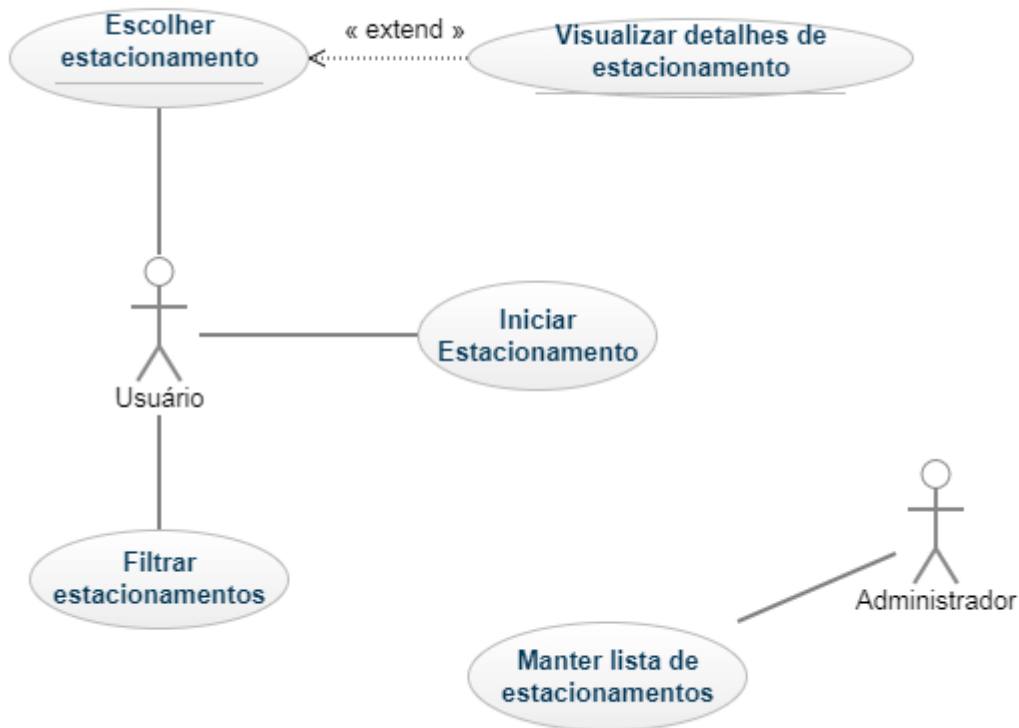 Escolher
estacionamento
« extend »
Visualizar detalhes de
estacionamento
Iniciar
Estacionamento
Usuário
Filtrar
estacionamentos
Administrador
Manter lista de
estacionamentos